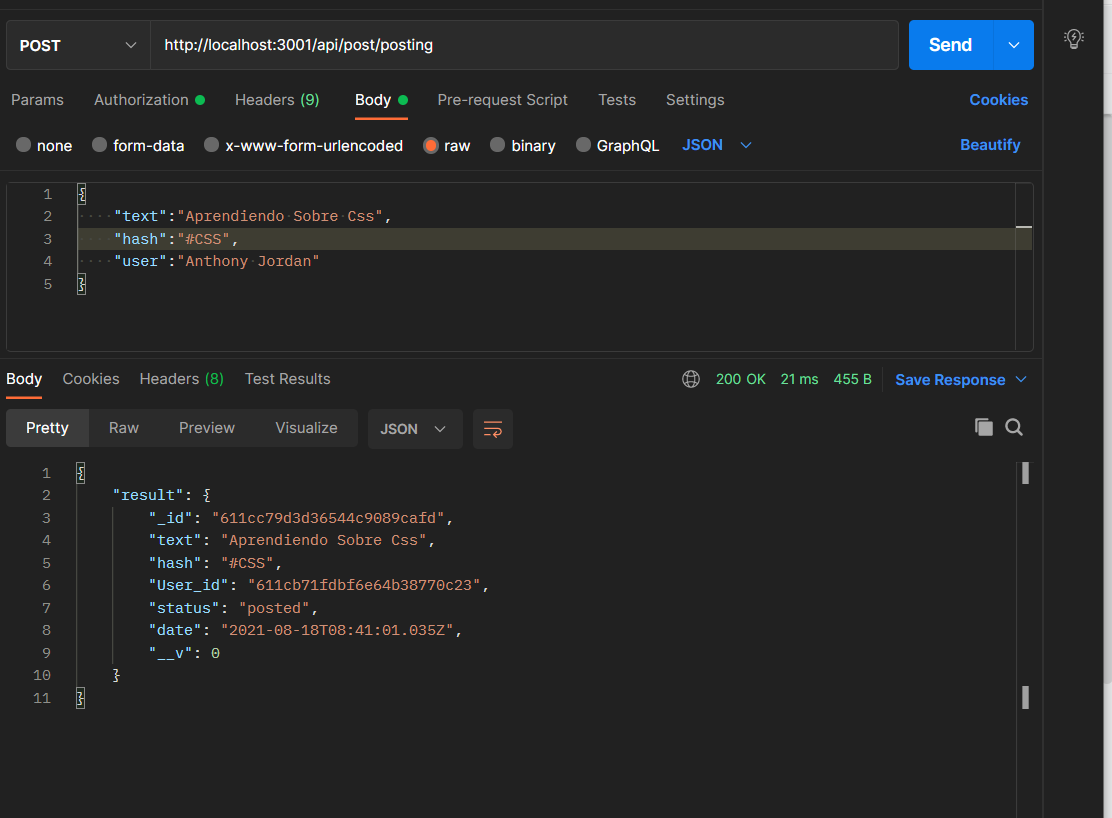 POST http://localhost:3001/api/post/posting Send
Params Authorization Headers (9) Body Pre-request Script Tests Settings Cookies
none form-data x-www-form-urlencoded raw binary GraphQL JSON Beautify
1 {
2 "text":"Aprendiendo Sobre Css",
3 "hash":"#CSS",
4 "user":"Anthony Jordan"
5 }
Body Cookies Headers (8) Test Results 200 OK 21 ms 455 B Save Response
Pretty Raw Preview Visualize JSON
1 {
2 "result": {
3 "_id": "611cc79d3d36544c9089cafd",
4 "text": "Aprendiendo Sobre Css",
5 "hash": "#CSS",
6 "User_id": "611cb71fdbf6e64b38770c23",
7 "status": "posted",
8 "date": "2021-08-18T08:41:01.035Z",
9 "__v": 0
10 }
11 }